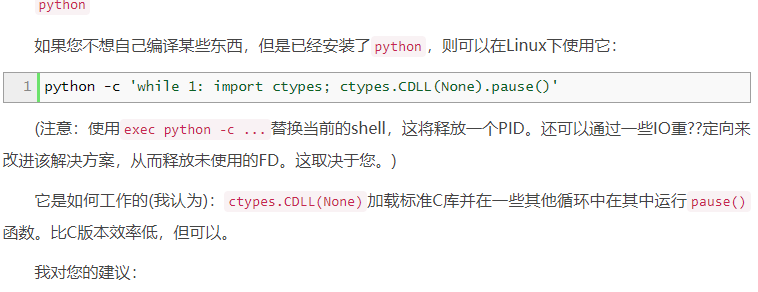 python
如果您不想自己编译某些东西，但是已经安装了python，则可以在Linux下使用它：
1 python -c 'while 1: import ctypes; ctypes.CDLL(None).pause()'
(注意：使用exec python -c ...替换当前的shell，这将释放一个PID。还可以通过一些IO重??定向来
改进该解决方案，从而释放未使用的FD。这取决于您。)
它是如何工作的(我认为)：ctypes.CDLL(None)加载标准C库并在一些其他循环中在其中运行pause()
函数。比C版本效率低，但可以。
我对您的建议：